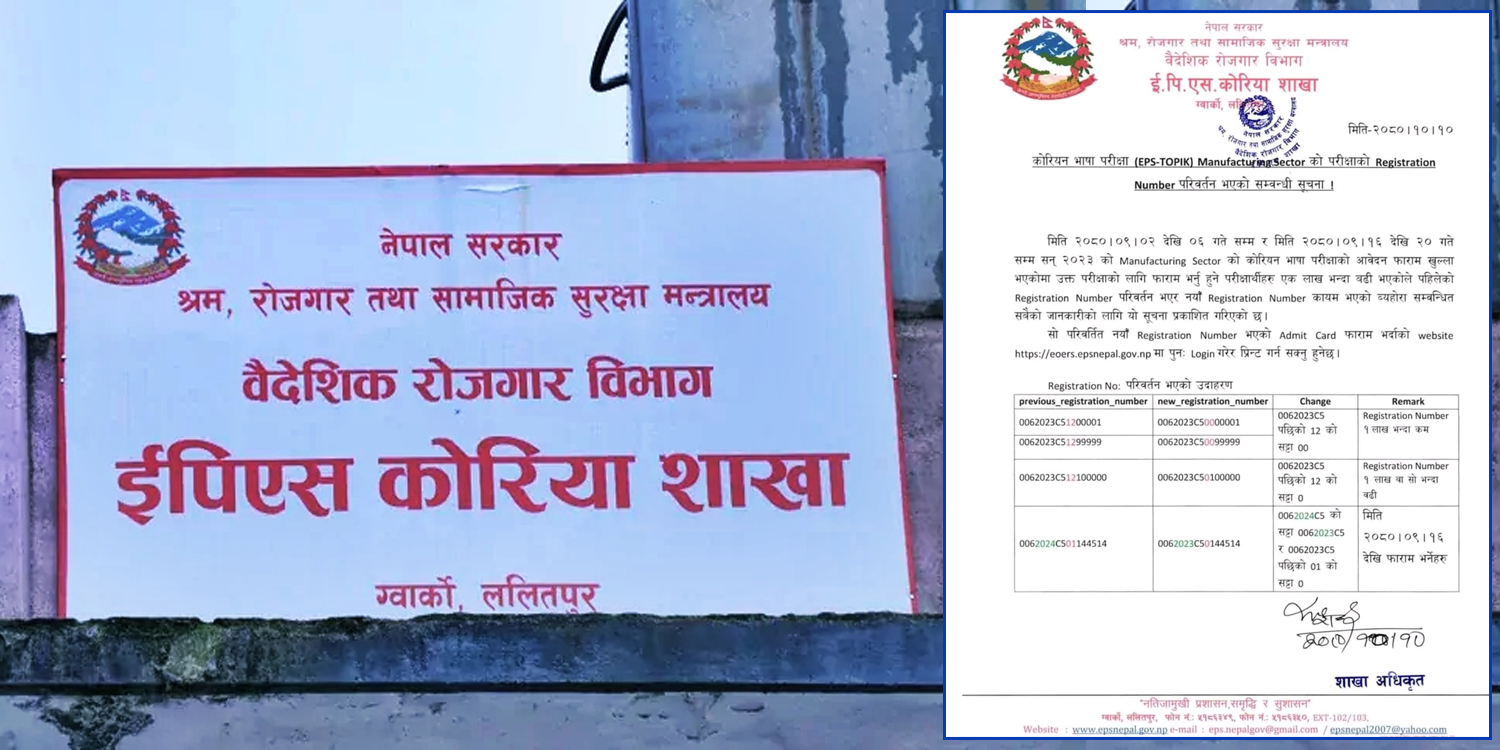 नेपाल सरकार
श्रम, रोजगार तथा सामाजिक सुरक्षा मन्त्रालय
वैदेशिक रोजगार विभाग
ईपिएस कोरिया शाखा
ग्वार्को, ललितपुर
नेपाल सरकार
श्रम, रोजगार तथा सामाजिक सुरक्षा मन्त्रालय
वैदेशिक रोजगार विभाग
ई.पि.एस.कोरिया शाखा
ग्वार्को,
मिति-२०८०।१०।१०
कोरियन भाषा परीक्षा (EPS-TOPIK) Manufacturing Sector को परीक्षाको Registration
Number परिवर्तन भएको सम्बन्धी सूचना !
मिति २०८०।०९।०२ देखि ०६ गते सम्म र मिति २०८०।०९।१६ देखि २० गते
सम्म सन् २०२३ को Manufacturing Sector को कोरियन भाषा परीक्षाको आवेदन फाराम खुल्ला
भएकोमा उक्त परीक्षाको लागि फाराम भर्नु हुने परीक्षार्थीहरु एक लाख भन्दा बढी भएकोले पहिलेको
Registration Number परिवर्तन भएर नयाँ Registration Number कायम भएको ब्यहोरा सम्बन्धित
सवैको जानकारीको लागि यो सूचना प्रकाशित गरिएको छ।
सो परिवर्तित नयाँ Registration Number भएको Admit Card फाराम भर्दाको website
https://eoers.epsnepal.gov.np मा पुनः Login गरेर प्रिन्ट गर्न सक्नु हुनेछ।
Registration No: परिवर्तन भएको उदाहरण
previous_registration_number new_registration_number Change Remark
0062023C51200001 0062023C50000001 0062023C5 पछिको 12 को सट्टा 00 Registration Number १ लाख भन्दा कम
0062023C51299999 0062023C50099999
0062023C512100000 0062023C50100000 0062023C5 पछिको 12 को सट्टा 0 Registration Number १ लाख वा सो भन्दा वढी
0062024C501144514 0062023C50144514 0062024C5 को सट्टा 0062023C5 र 0062023C5 पछिको 01 को सट्टा 0 मिति २०८०।०९।१६ देखि फाराम भर्नेहरु
शाखा अधिकृत
"नतिजामुखी प्रशासन,समृद्धि र सुशासन"
ग्वार्को, ललितपुर, फोन नं.: ५१८६३४९, फोन नं.: ५१८६३५०, EXT-102/103,
Website : www.epsnepal.gov.np e-mail : eps.nepalgov@gmail.com / epsnepal2007@yahoo.com